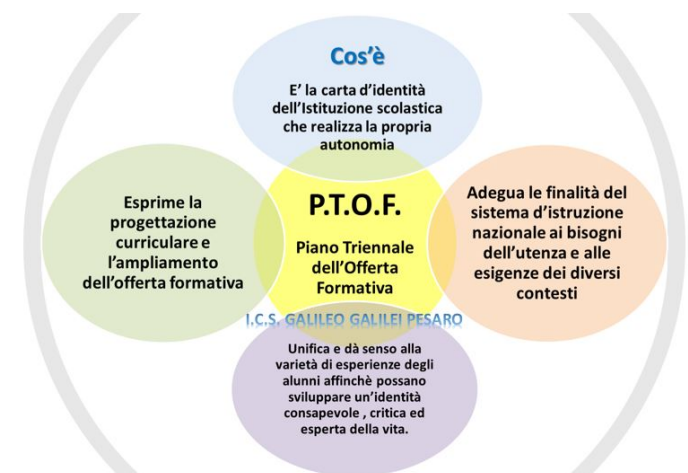 Cos'è
E' la carta d'identità
dell'Istituzione scolastica
che realizza la propria
autonomia
Esprime la
progettazione
curriculare e
l'ampliamento
dell'offerta formativa
P.T.O.F.
Piano Triennale
dell'Offerta
Formativa
I.C.S. GALILEO GALILEI PESARO
Adegua le finalità del
sistema d'istruzione
nazionale ai bisogni
dell'utenza e alle
esigenze dei diversi
contesti
Unifica e dà senso alla
varietà di esperienze degli
alunni affinchè possano
sviluppare un'identità
consapevole , critica ed
esperta della vita.